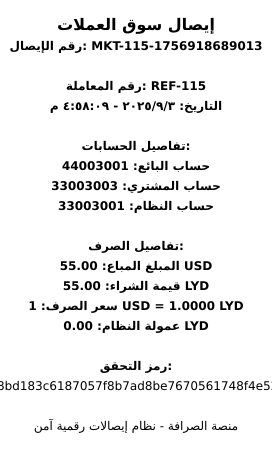 إيصال سوق العملات
رقم الإيصال: MKT-115-1756918689013
رقم المعاملة: REF-115
التاريخ: ٢٠٢٥/٩/٣ - ٤:٥٨:٠٩ م
تفاصيل الحسابات:
حساب البائع: 44003001
حساب المشتري: 33003003
حساب النظام: 33003001
تفاصيل الصرف:
المبلغ المباع: 55.00 USD
قيمة الشراء: 55.00 LYD
سعر الصرف: 1 USD = 1.0000 LYD
عمولة النظام: 0.00 LYD
رمز التحقق:
8bd183c6187057f8b7ad8be7670561748f4e5
منصة الصرافة - نظام إيصالات رقمية آمن